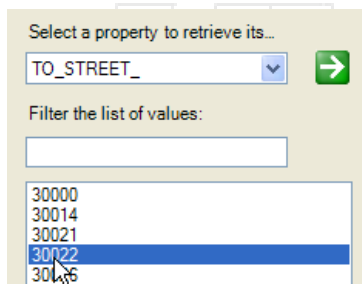 Select a property to retrieve its...
TO_STREET_
Filter the list of values:
30000
30014
30021
30022